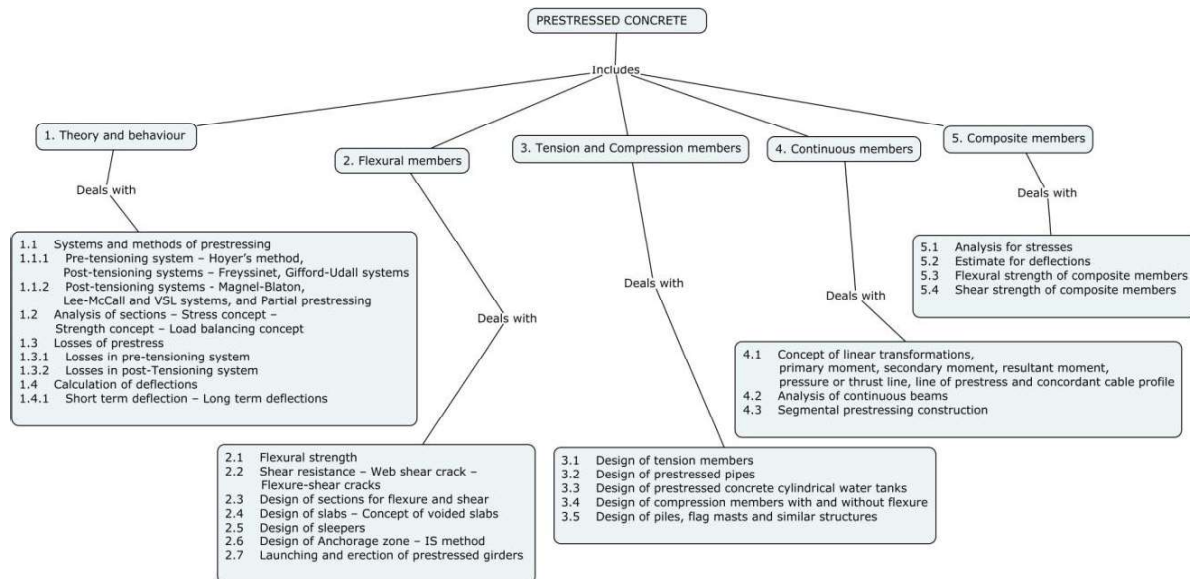 PRESTRESSED CONCRETE
Includes
1. Theory and behaviour
Deals with
1.1 Systems and methods of prestressing
1.1.1 Pre-tensioning system – Hoyer's method,
Post-tensioning systems – Freyssinet, Gifford-Udall systems
1.1.2 Post-tensioning systems - Magnel-Blaton,
Lee-McCall and VSL systems, and Partial prestressing
1.2 Analysis of sections – Stress concept –
Strength concept – Load balancing concept
1.3 Losses of prestress
1.3.1 Losses in pre-tensioning system
1.3.2 Losses in post-Tensioning system
1.4 Calculation of deflections
1.4.1 Short term deflection – Long term deflections
2. Flexural members
Deals with
2.1 Flexural strength
2.2 Shear resistance – Web shear crack –
Flexure-shear cracks
2.3 Design of sections for flexure and shear
2.4 Design of slabs – Concept of voided slabs
2.5 Design of sleepers
2.6 Design of Anchorage zone – IS method
2.7 Launching and erection of prestressed girders
3. Tension and Compression members
Deals with
3.1 Design of tension members
3.2 Design of prestressed pipes
3.3 Design of prestressed concrete cylindrical water tanks
3.4 Design of compression members with and without flexure
3.5 Design of piles, flag masts and similar structures
4. Continuous members
Deals with
4.1 Concept of linear transformations,
primary moment, secondary moment, resultant moment,
pressure or thrust line, line of prestress and concordant cable profile
4.2 Analysis of continuous beams
4.3 Segmental prestressing construction
5. Composite members
Deals with
5.1 Analysis for stresses
5.2 Estimate for deflections
5.3 Flexural strength of composite members
5.4 Shear strength of composite members